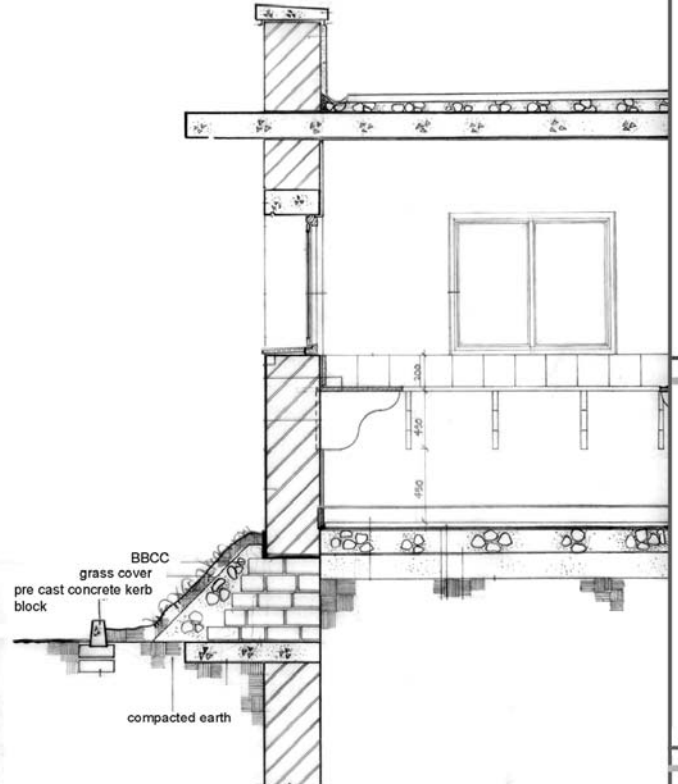 200
450
450
BBCC
grass cover
pre cast concrete kerb
block
compacted earth